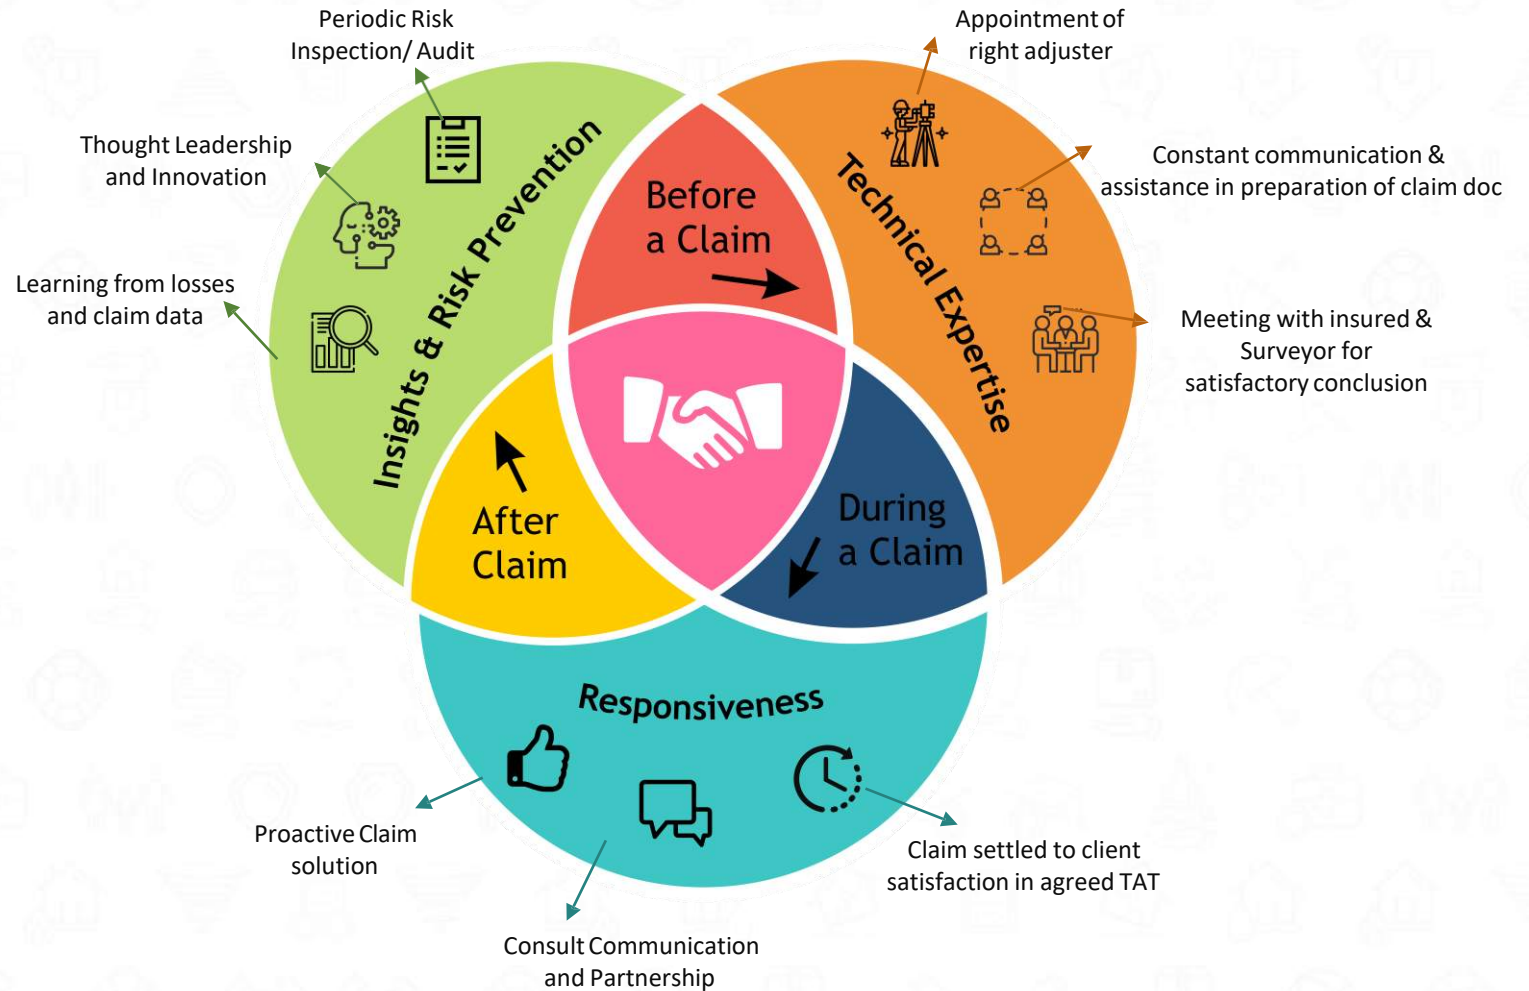 Periodic Risk
Inspection/ Audit
Thought Leadership
and Innovation
Learning from losses
and claim data
Insights & Risk Prevention
Before
a Claim
Technical Expertise
Appointment of
right adjuster
Constant communication &
assistance in preparation of claim doc
Meeting with insured &
Surveyor for
satisfactory conclusion
After
Claim
During
a Claim
Responsiveness
Proactive Claim
solution
Consult Communication
and Partnership
Claim settled to client
satisfaction in agreed TAT